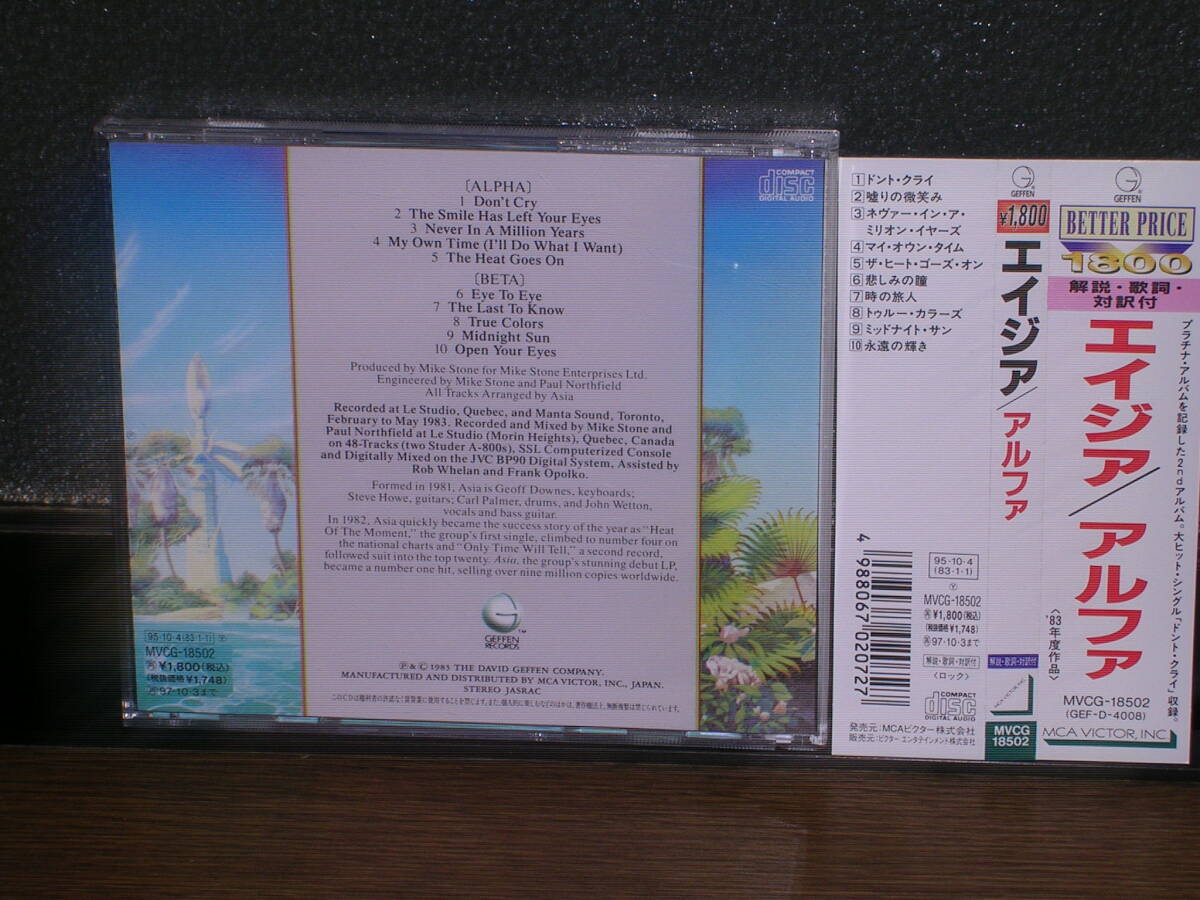 [ALPHA]
1 Don't Cry
2 The Smile Has Left Your Eyes
3 Never In A Million Years
4 My Own Time (I'll Do What I Want)
5 The Heat Goes On
[BETA]
6 Eye To Eye
7 The Last To Know
8 True Colors
9 Midnight Sun
10 Open Your Eyes
Produced by Mike Stone for Mike Stone Enterprises Ltd.
Engineered by Mike Stone and Paul Northfield
All Tracks Arranged by Asia
Recorded at Le Studio, Quebec, and Manta Sound, Toronto,
February to May 1983. Recorded and Mixed by Mike Stone and
Paul Northfield at Le Studio (Morin Heights), Quebec, Canada
on 48-Tracks (two Studer A-800s), SSL Computerized Console
and Digitally Mixed on the JVC BP90 Digital System, Assisted by
Rob Whelan and Frank Opolko.
Formed in 1981, Asia is Geoff Downes, keyboards;
Steve Howe, guitars; Carl Palmer, drums, and John Wetton,
vocals and bass guitar.
In 1982, Asia quickly became the success story of the year as "Heat
Of The Moment," the group's first single, climbed to number four on
the national charts and "Only Time Will Tell," a second record,
followed suit into the top twenty. Asia, the group's stunning debut LP,
became a number one hit, selling over nine million copies worldwide.
GEFFEN
RECORDS
℗ & © 1983 THE DAVID GEFFEN COMPANY.
MANUFACTURED AND DISTRIBUTED BY MCA VICTOR, INC., JAPAN.
STEREO JASRAC
COMPACT
disc
DIGITAL AUDIO
95·10·4 (83·1·1)
MVCG-18502
¥1,800(税込)
(税抜価格¥1,748)
97·10·3まで
1 ドント・クライ
2 嘘りの微笑み
3 ネヴァー・イン・ア・
ミリオン・イヤーズ
4 マイ・オウン・タイム
5 ザ・ヒート・ゴーズ・オン
6 悲しみの瞳
7 時の旅人
8 トゥルー・カラーズ
9 ミッドナイト・サン
10 永遠の輝き
4 988067 020727
95·10·4
(83·1·1)
MVCG-18502
¥1,800(税込)
(税抜価格¥1,748)
97·10·3まで
解説・歌詞・対訳付
〈ロック〉
COMPACT
disc
DIGITAL AUDIO
発売元:MCAビクター株式会社
販売元:ビクター エンタテインメント株式会社
GEFFEN
¥1,800
エイジア/アルファ
解説・歌詞・対訳付
MCA VICTOR, INC.
MVCG
18502
GEFFEN
BETTER PRICE
1800
解説・歌詞・
対訳付
プラチナ・アルバムを記録した2ndアルバム。大ヒット・シングル「ドント・クライ」収録。
エイジア/アルファ
〈'83年度作品〉
MVCG-18502
(GEF-D-4008)
MCA VICTOR, INC.